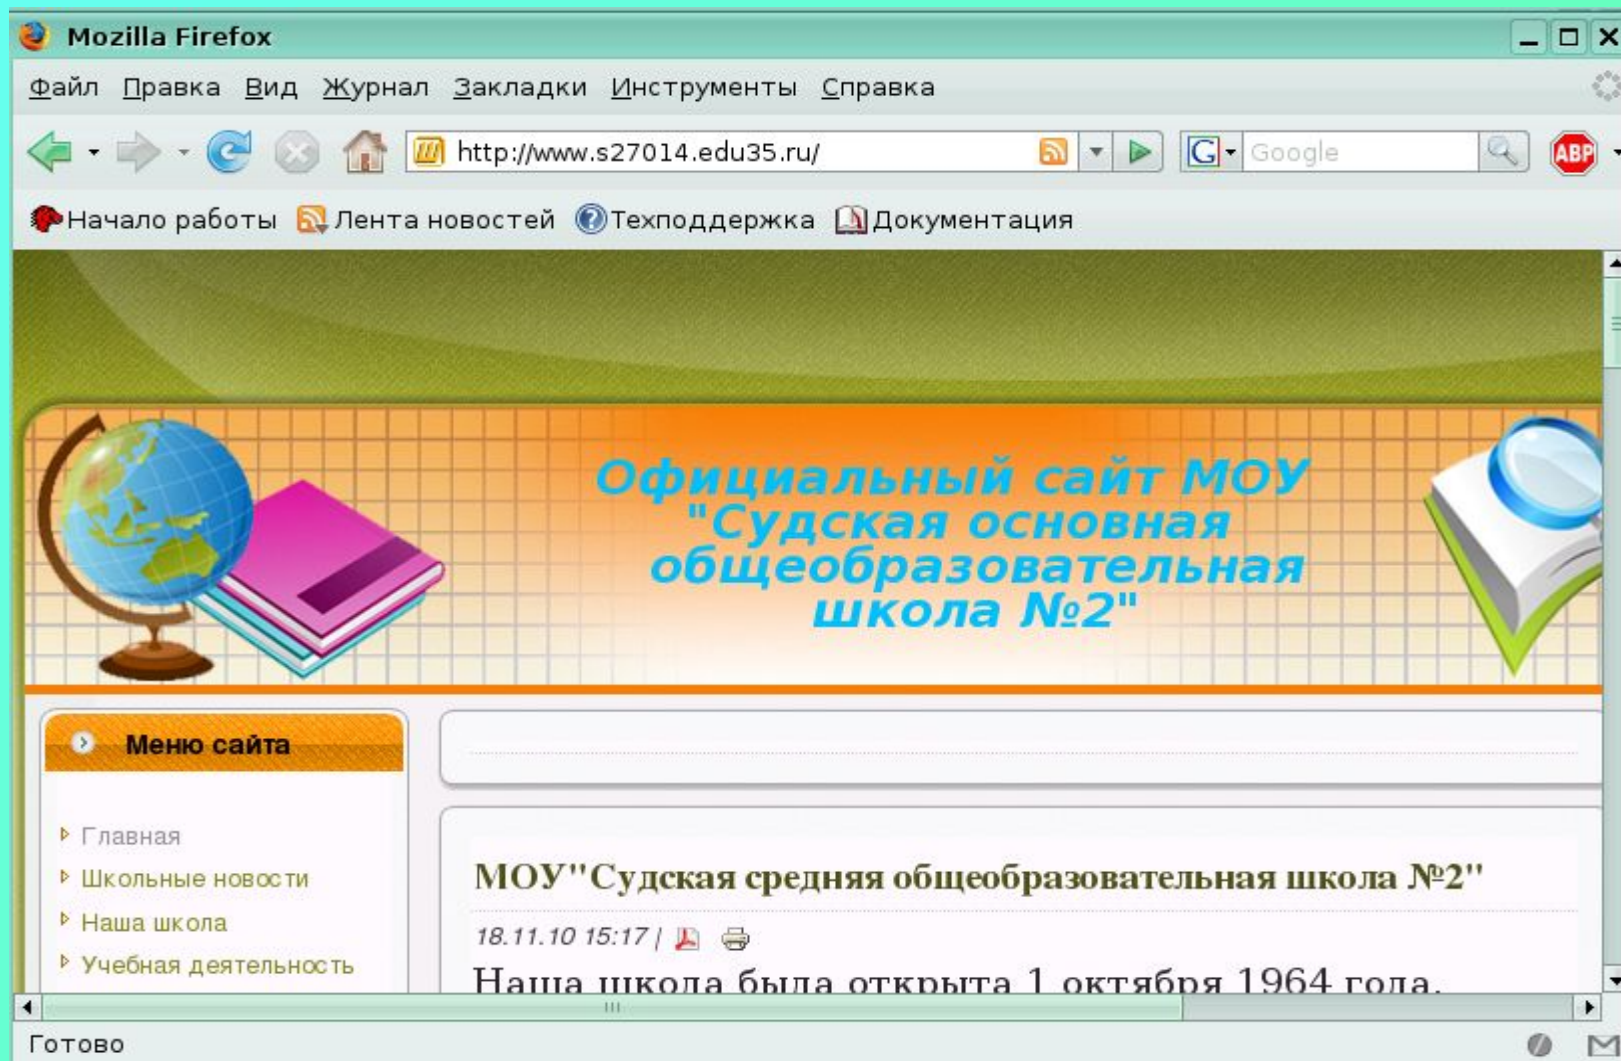 Mozilla Firefox
Файл Правка Вид Журнал Закладки Инструменты Справка
http://www.s27014.edu35.ru/ G Google ABP
Начало работы Лента новостей Техподдержка Документация
Официальный сайт МОУ
"Судская основная
общеобразовательная
школа №2"
Меню сайта
Главная
Школьные новости
Наша школа
Учебная деятельность
МОУ"Судская средняя общеобразовательная школа №2"
18.11.10 15:17 |
Наша школа была открыта 1 октября 1964 года.
Готово